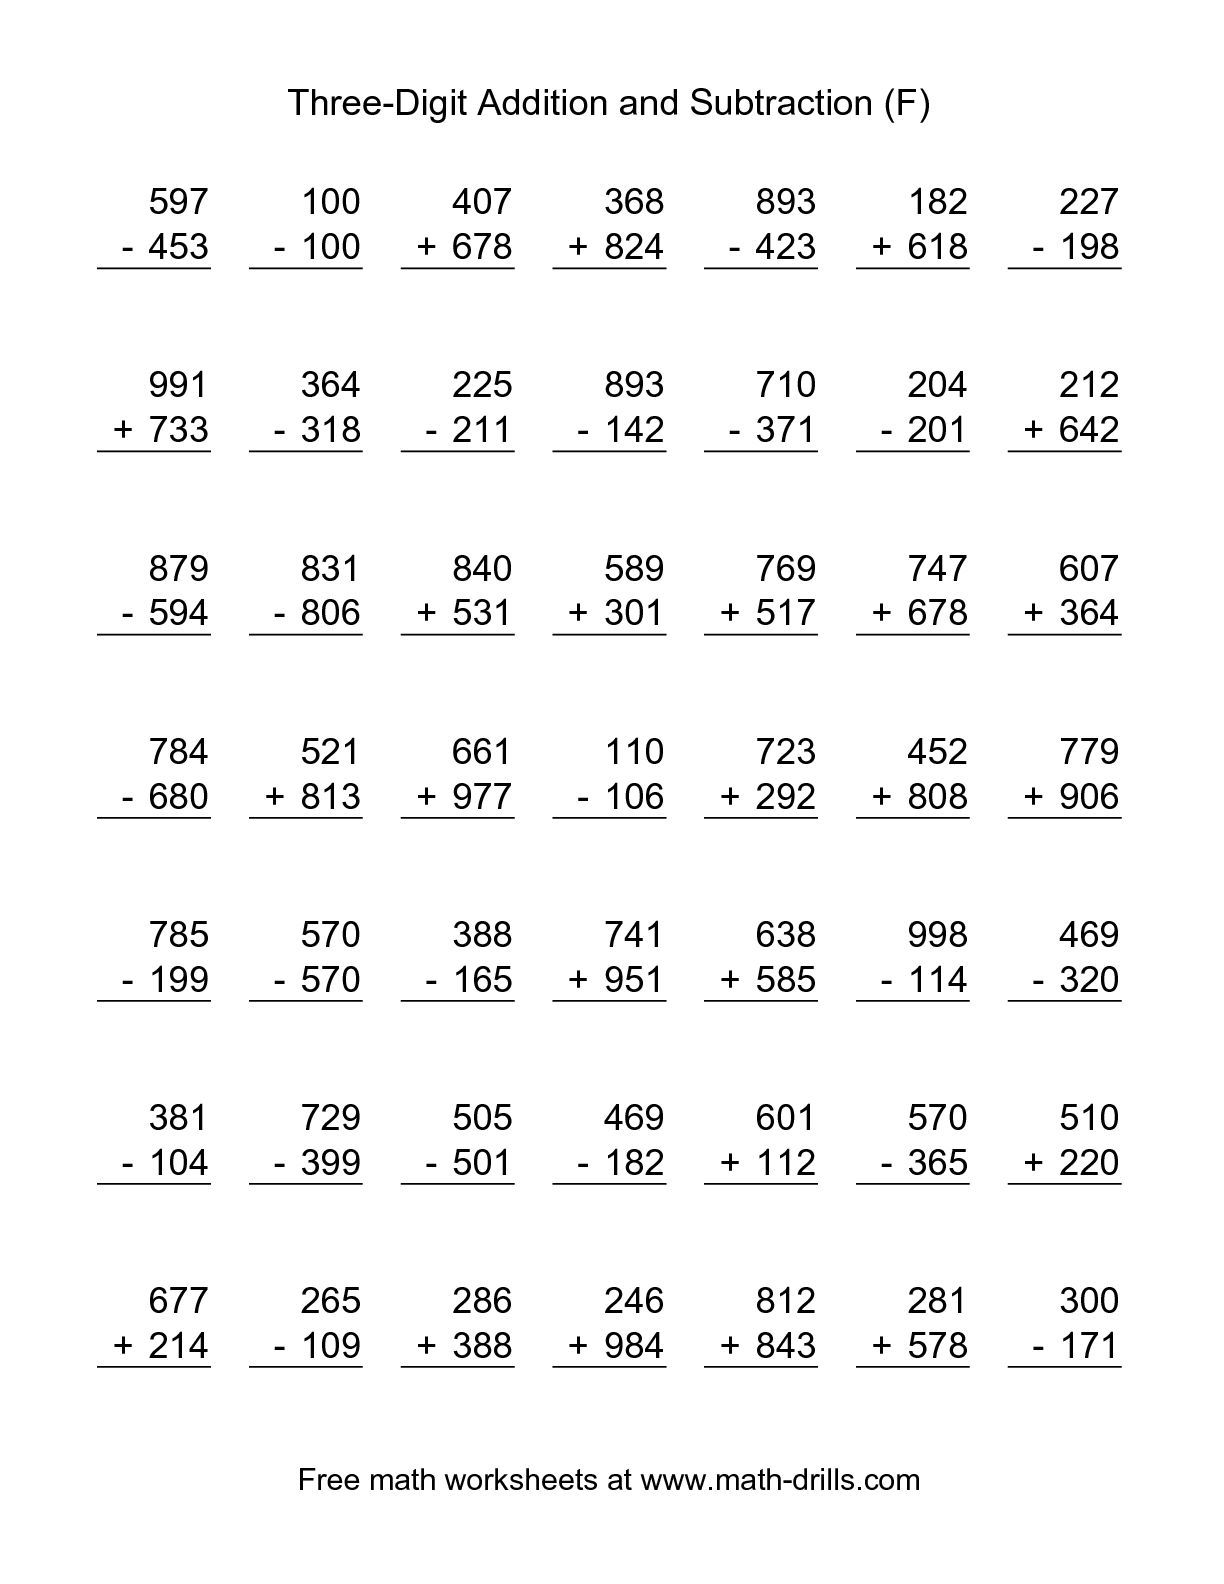 Three-Digit Addition and Subtraction (F)
597 100 407 368 893 182 227
- 453 - 100 + 678 + 824 - 423 + 618 - 198
991 364 225 893 710 204 212
+ 733 - 318 - 211 - 142 - 371 - 201 + 642
879 831 840 589 769 747 607
- 594 - 806 + 531 + 301 + 517 + 678 + 364
784 521 661 110 723 452 779
- 680 + 813 + 977 - 106 + 292 + 808 + 906
785 570 388 741 638 998 469
- 199 - 570 - 165 + 951 + 585 - 114 - 320
381 729 505 469 601 570 510
- 104 - 399 - 501 - 182 + 112 - 365 + 220
677 265 286 246 812 281 300
+ 214 - 109 + 388 + 984 + 843 + 578 - 171
Free math worksheets at www.math-drills.com